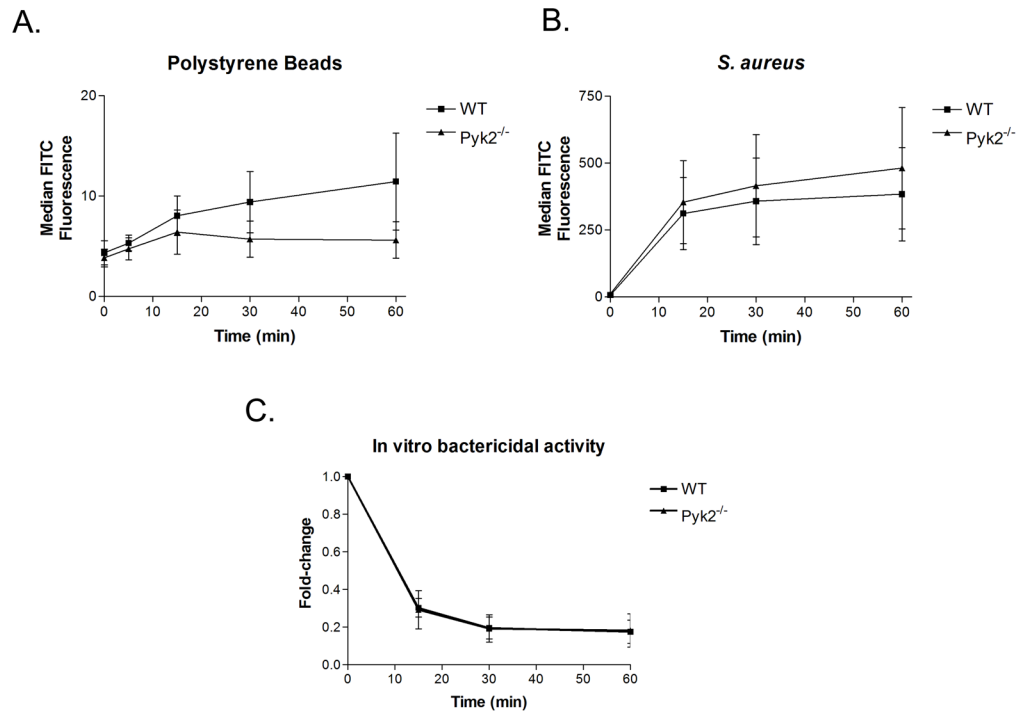 A.
Polystyrene Beads
20
10
0
Median FITC
Fluorescence
0 10 20 30 40 50 60
Time (min)
WT
Pyk2-/-
B.
S. aureus
750
500
250
0
Median FITC
Fluorescence
0 10 20 30 40 50 60
Time (min)
WT
Pyk2-/-
C.
In vitro bactericidal activity
1.0
0.8
0.6
0.4
0.2
0.0
Fold-change
0 10 20 30 40 50 60
Time (min)
WT
Pyk2-/-